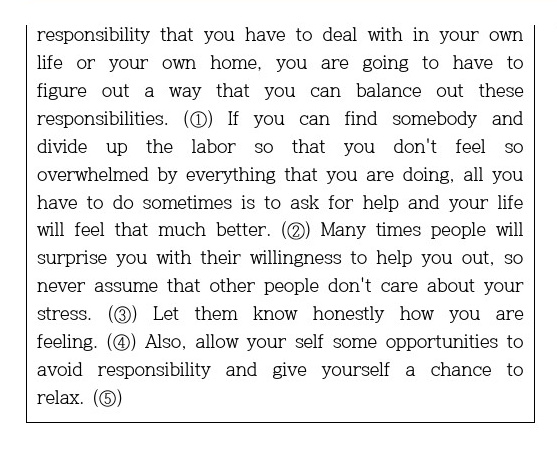 responsibility that you have to deal with in your own
life or your own home, you are going to have to
figure out a way that you can balance out these
responsibilities. (①) If you can find somebody and
divide up the labor so that you don't feel so
overwhelmed by everything that you are doing, all you
have to do sometimes is to ask for help and your life
will feel that much better. (②) Many times people will
surprise you with their willingness to help you out, so
never assume that other people don't care about your
stress. (③) Let them know honestly how you are
feeling. (④) Also, allow your self some opportunities to
avoid responsibility and give yourself a chance to
relax. (⑤)